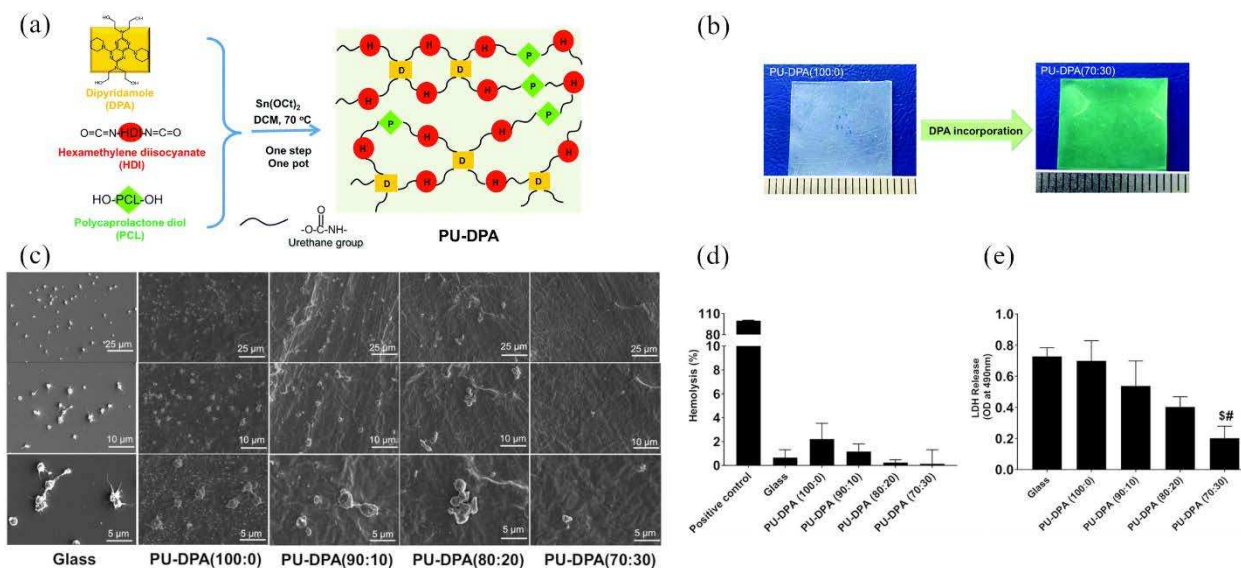 (a)
HO
OH
HO
OH
Dipyridamole
(DPA)
O=C=N-HDI-N=C=O
Hexamethylene diisocyanate
(HDI)
HO-PCL-OH
Polycaprolactone diol
(PCL)
Sn(OCt)2
DCM, 70 °C
One step
One pot
O
-O-C-NH-
Urethane group
H H H P H
D D
H H H P H
P H H P
D
H H H
D D
PU-DPA
(b)
PU-DPA(100:0)
DPA incorporation
PU-DPA(70:30)
(c)
25 μm 25 μm 25 μm 25 μm 25 μm
10 μm 10 μm 10 μm 10 μm 10 μm
5 μm 5 μm 5 μm 5 μm 5 μm
Glass PU-DPA(100:0) PU-DPA(90:10) PU-DPA(80:20) PU-DPA(70:30)
(d)
Hemolysis (%)
110
80
10
8
6
4
2
0
Positive control
Glass
PU-DPA (100:0)
PU-DPA (90:10)
PU-DPA (80:20)
PU-DPA (70:30)
(e)
LDH Release
(OD at 490nm)
1.0
0.8
0.6
0.4
0.2
0.0
$#
Glass
PU-DPA (100:0)
PU-DPA (90:10)
PU-DPA (80:20)
PU-DPA (70:30)